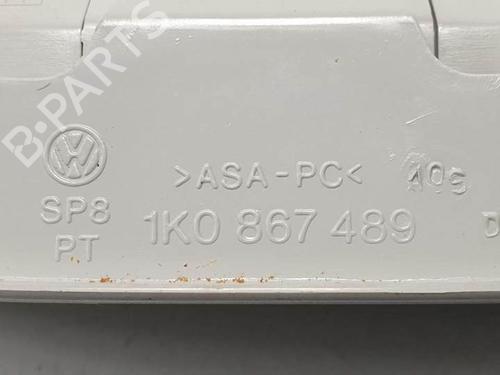 B-PARTS
>ASA-PC<
SP8
1K0 867 489
PT
D